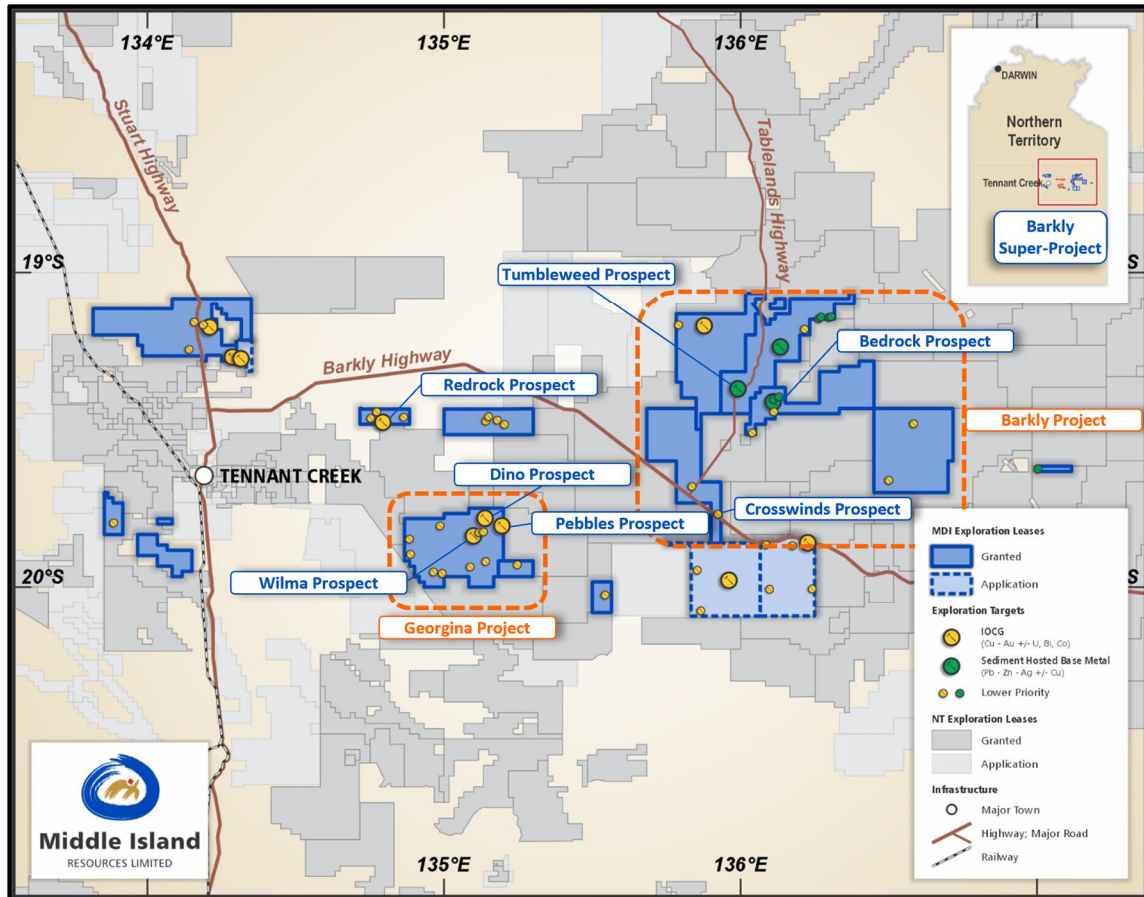 134°E
135°E
136°E
Stuart Highway
Tablelands Highway
DARWIN
Northern
Territory
Tennant Creek
Barkly
Super-Project
19°S
S
Tumbleweed Prospect
Bedrock Prospect
Barkly Highway
Redrock Prospect
Barkly Project
TENNANT CREEK
Dino Prospect
Pebbles Prospect
Crosswinds Prospect
Wilma Prospect
20°S
S
Georgina Project
MDI Exploration Leases
Granted
Application
Exploration Targets
IOCG
(Cu - Au +/- U, Bi, Co)
Sediment Hosted Base Metal
(Pb - Zn - Ag +/- Cu)
Lower Priority
NT Exploration Leases
Granted
Application
Infrastructure
Major Town
Highway; Major Road
Railway
Middle Island
RESOURCES LIMITED
135°E
136°E